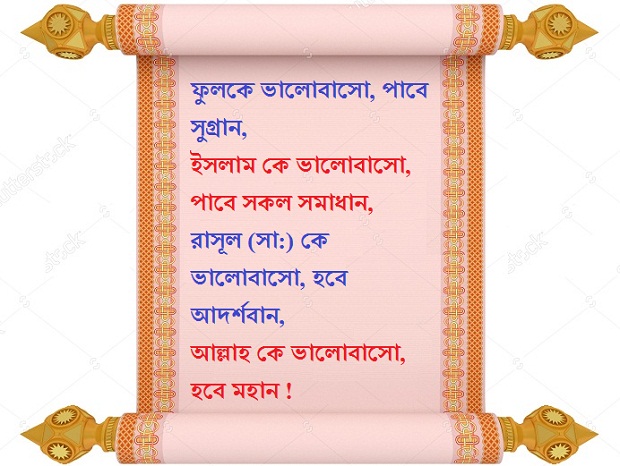 ফুলকে ভালোবাসো, পাবে
সুগ্রান,
ইসলাম কে ভালোবাসো,
পাবে সকল সমাধান,
রাসূল (সা:) কে
ভালোবাসো, হবে
আদর্শবান,
আল্লাহ কে ভালোবাসো,
হবে মহান !